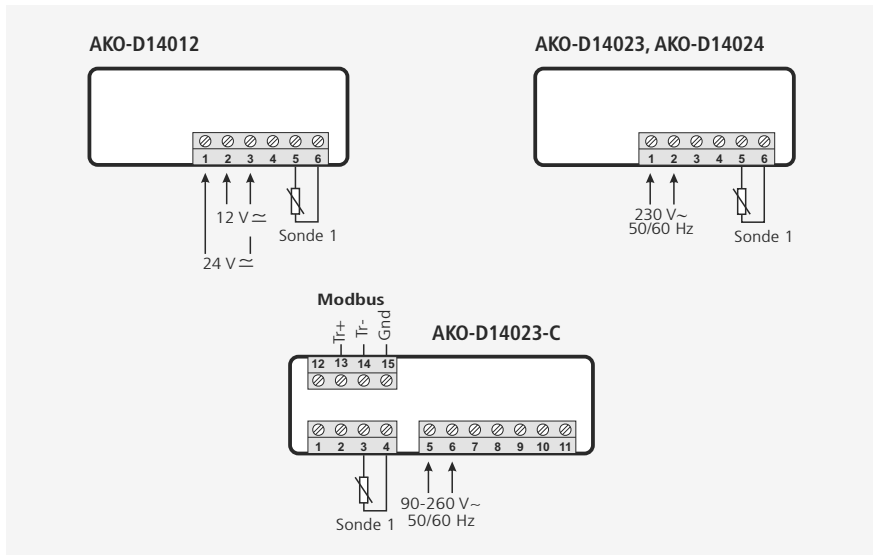 AKO-D14012
1 2 3 4 5 6
12 V ≂
Sonde 1
24 V ≂
AKO-D14023, AKO-D14024
1 2 3 4 5 6
230 V~
50/60 Hz
Sonde 1
Modbus
Tr+ Tr- Gnd
AKO-D14023-C
12 13 14 15
1 2 3 4 5 6 7 8 9 10 11
90-260 V~
50/60 Hz
Sonde 1